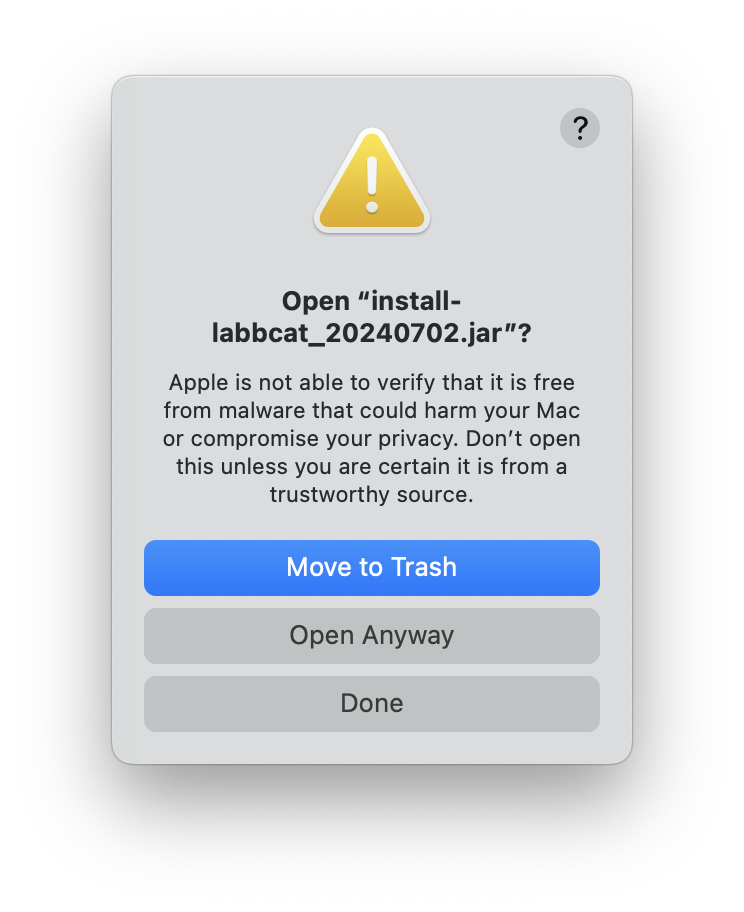 ?
Open “install-
labbcat_20240702.jar”?
Apple is not able to verify that it is free
from malware that could harm your Mac
or compromise your privacy. Don’t open
this unless you are certain it is from a
trustworthy source.
Move to Trash
Open Anyway
Done